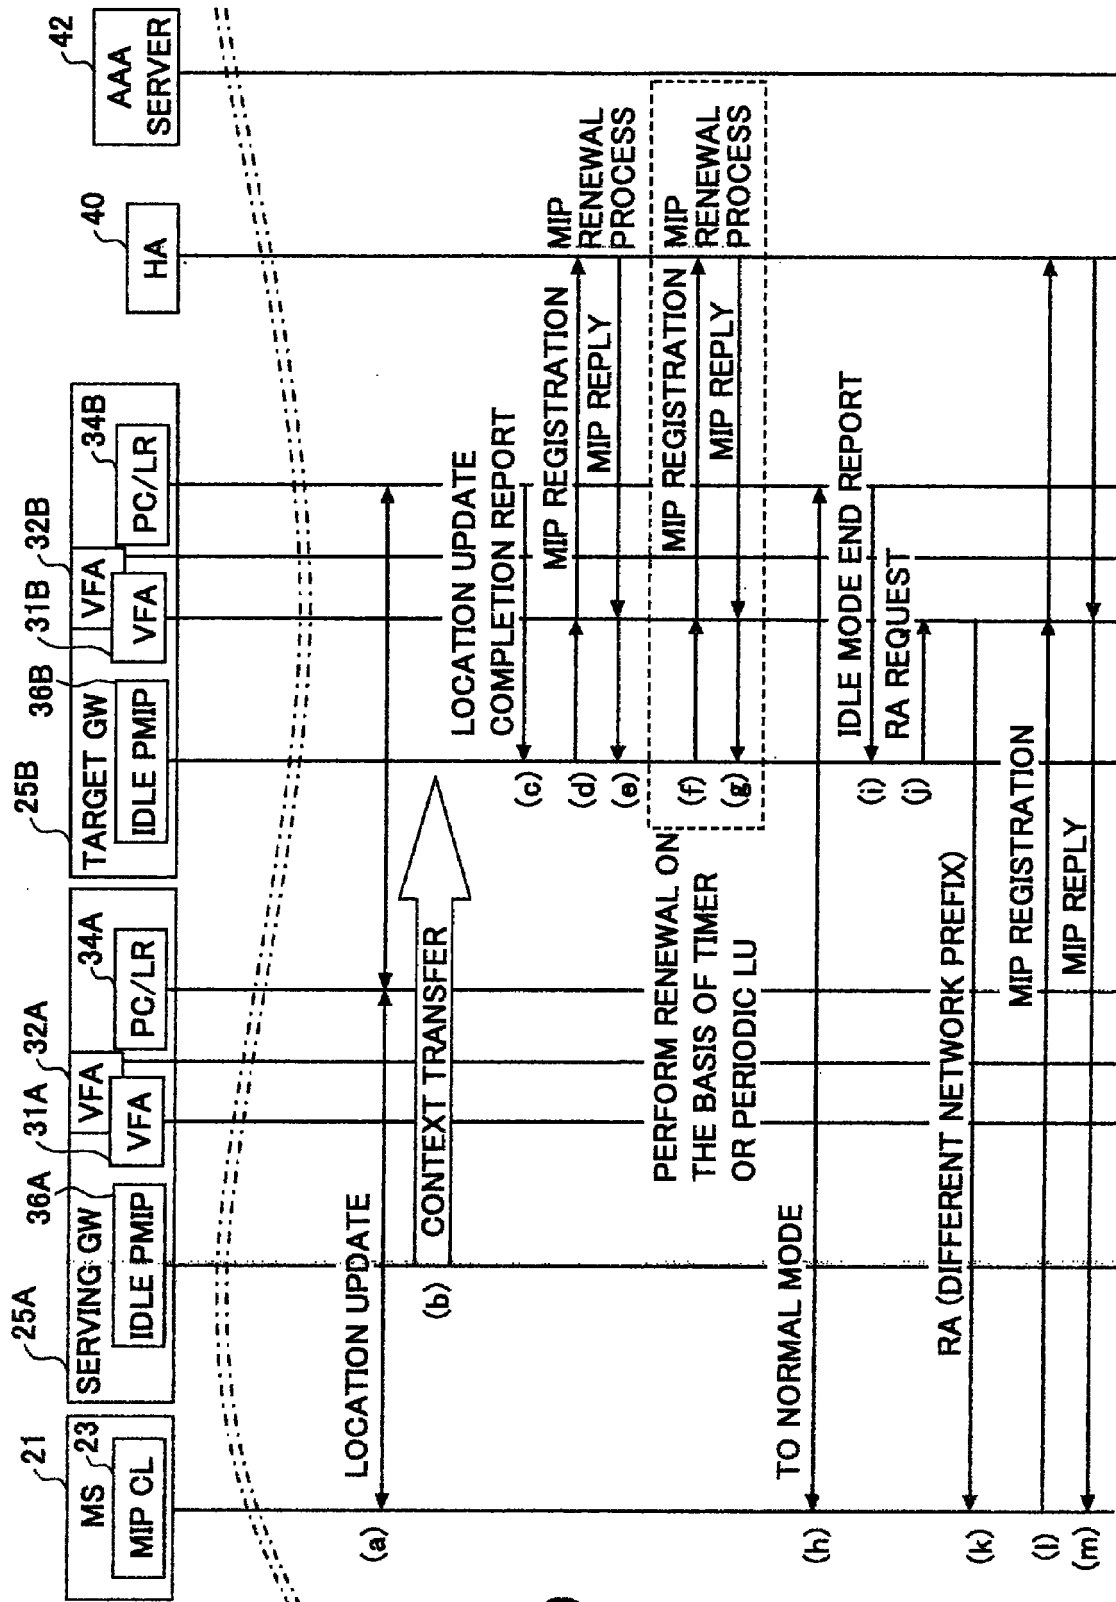 21
MS
23
MIP CL
25A
SERVING GW
36A
IDLE PMIP
31A
32A
VFA
VFA
34A
PC/LR
25B
TARGET GW
36B
IDLE PMIP
31B
32B
VFA
VFA
34B
PC/LR
40
HA
42
AAA
SERVER
(a)
LOCATION UPDATE
(b)
CONTEXT TRANSFER
LOCATION UPDATE
COMPLETION REPORT
(c)
(d)
MIP REGISTRATION
MIP
RENEWAL
PROCESS
(e)
MIP REPLY
PERFORM RENEWAL ON
THE BASIS OF TIMER
OR PERIODIC LU
(f)
MIP REGISTRATION
MIP
RENEWAL
PROCESS
(g)
MIP REPLY
(h)
TO NORMAL MODE
(i)
IDLE MODE END REPORT
(j)
RA REQUEST
(k)
RA (DIFFERENT NETWORK PREFIX)
(l)
MIP REGISTRATION
(m)
MIP REPLY